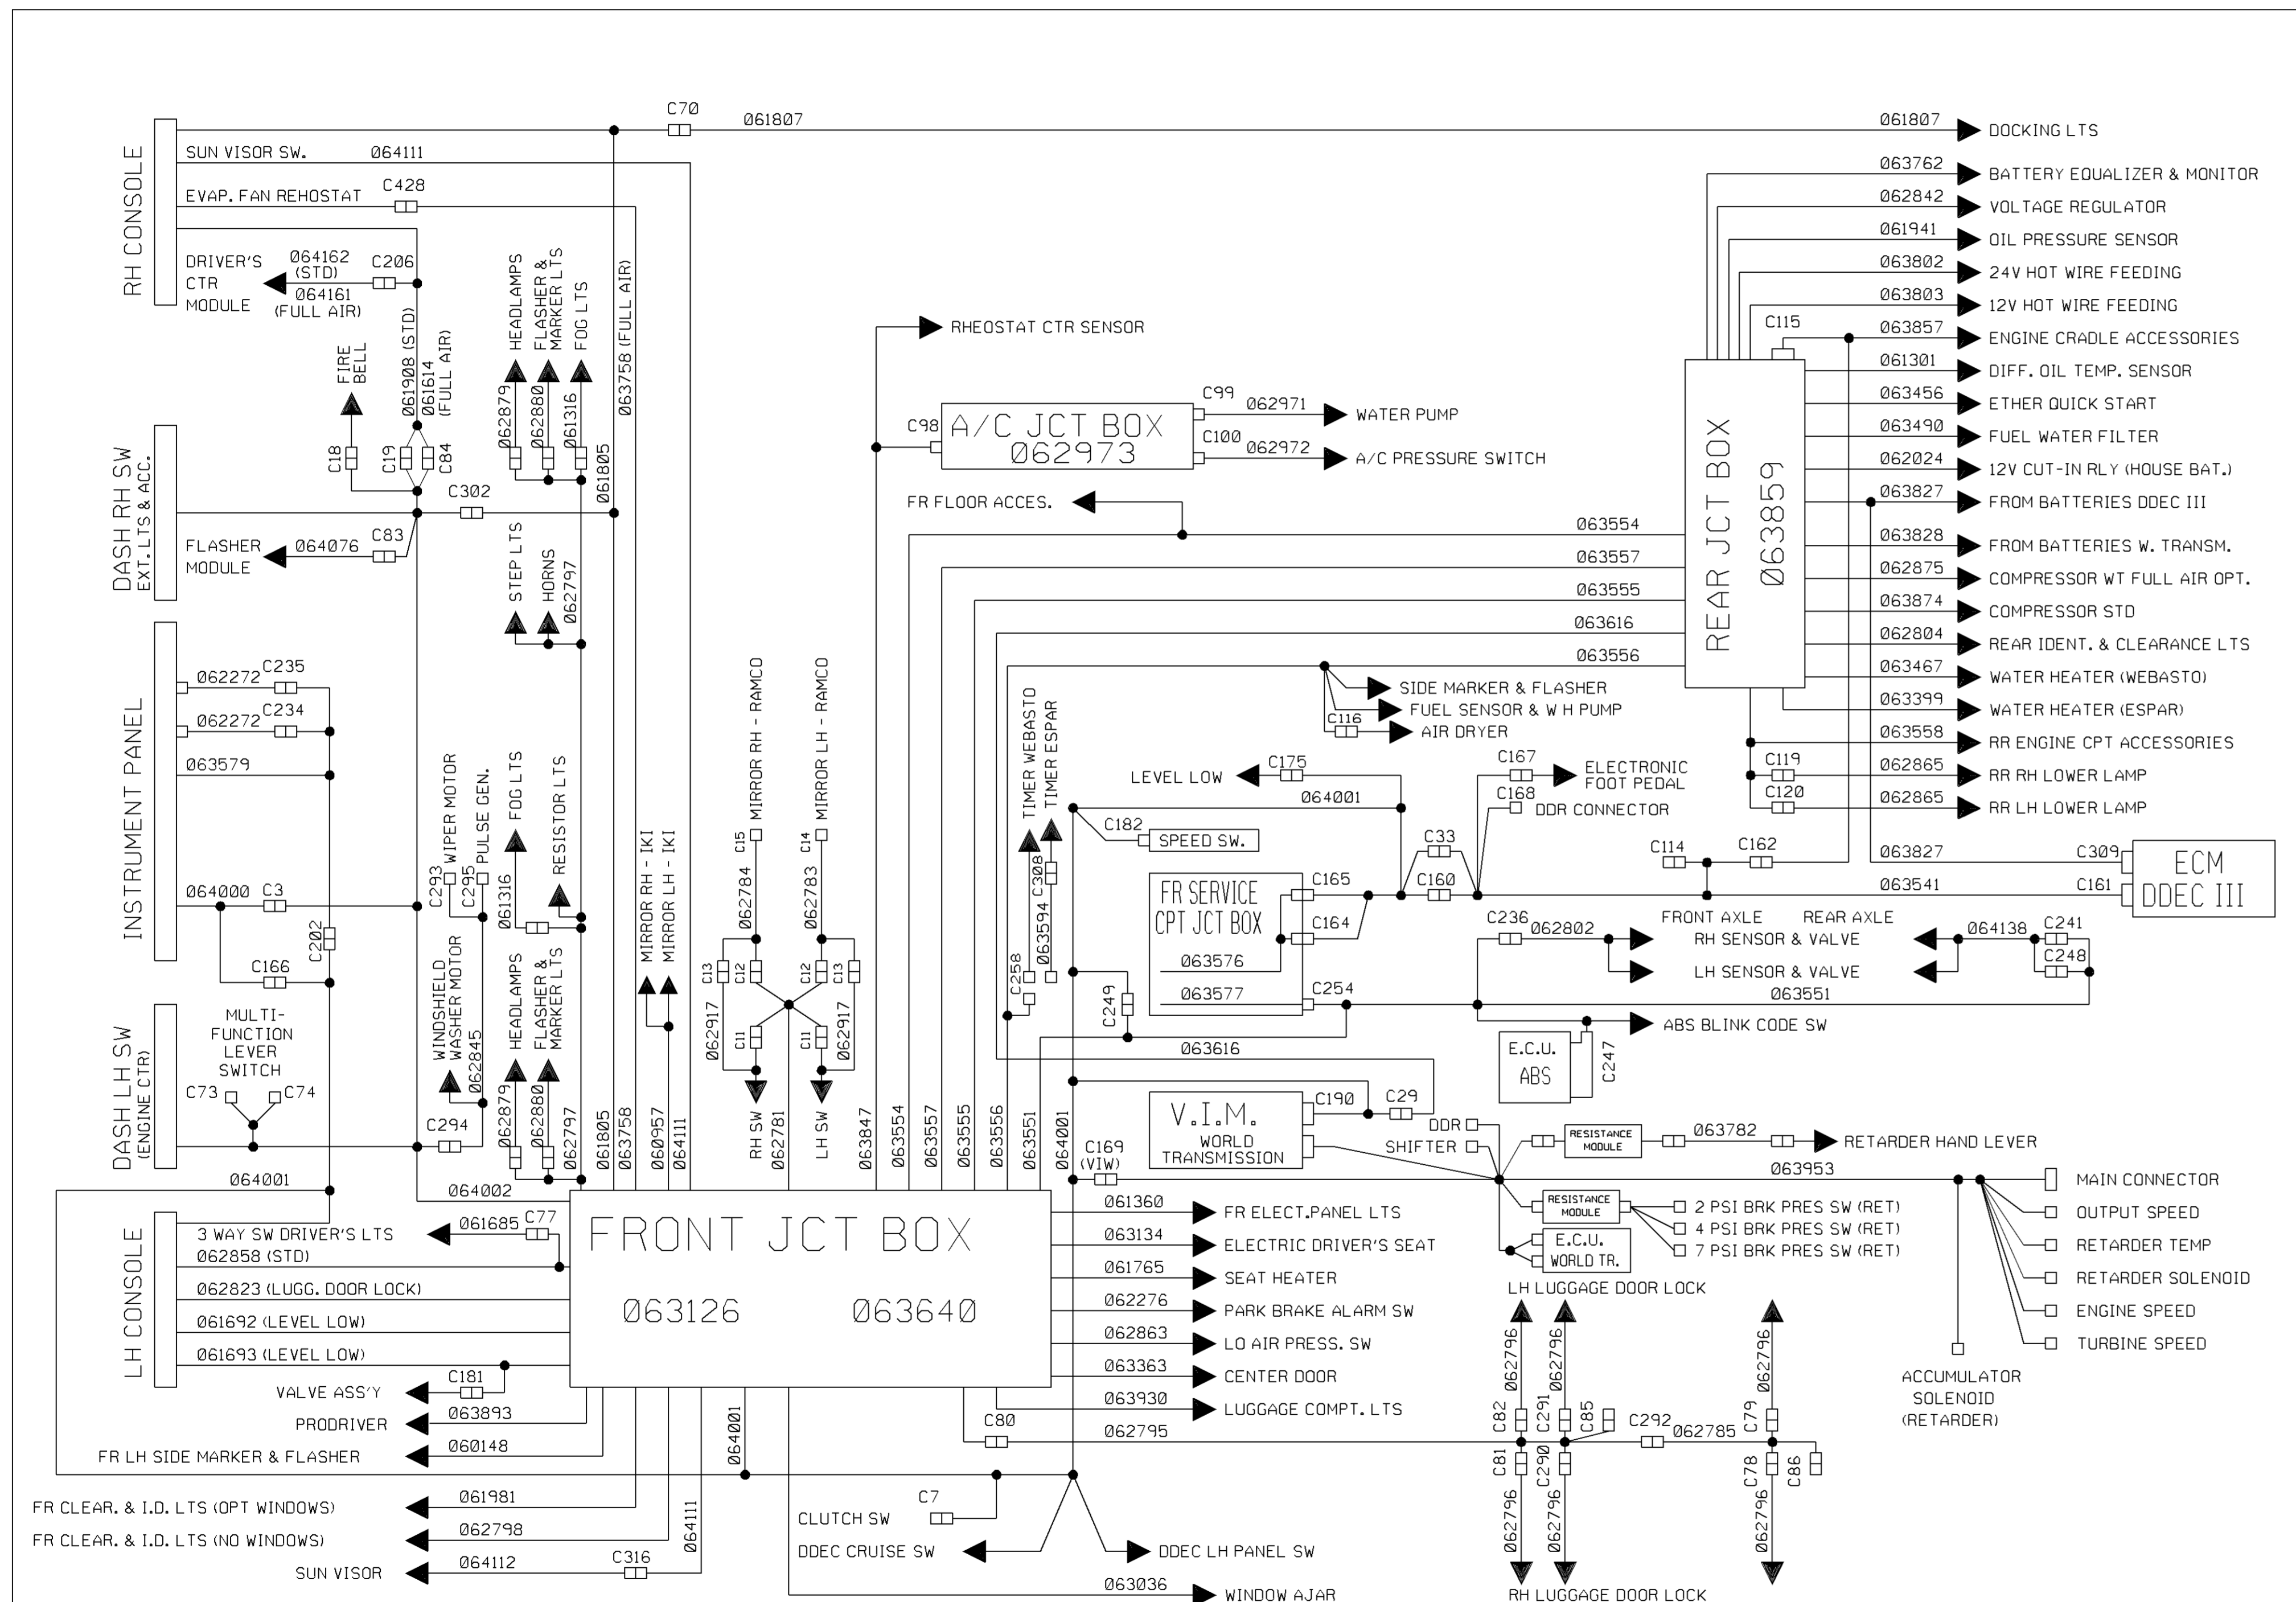 C70
061807
061807
DOCKING LTS
RH CONSOLE
SUN VISOR SW.
064111
EVAP. FAN REHOSTAT
C428
DRIVER'S
CTR
MODULE
064162
(STD)
064161
(FULL AIR)
C206
061908 (STD)
061614
(FULL AIR)
FIRE
BELL
C18
C19
C84
HEADLAMPS
FLASHER &
MARKER LTS
FOG LTS
062879
062880
061316
061805
063758 (FULL AIR)
DASH RH SW
EXT. LTS & ACC.
C302
FLASHER
MODULE
064076
C83
STEP LTS
HORNS
062797
RHEOSTAT CTR SENSOR
C98
A/C JCT BOX
062973
C99
062971
WATER PUMP
C100
062972
A/C PRESSURE SWITCH
FR FLOOR ACCES.
063554
063557
063555
063616
063556
REAR JCT BOX
063859
063762
BATTERY EQUALIZER & MONITOR
062842
VOLTAGE REGULATOR
061941
OIL PRESSURE SENSOR
063802
24V HOT WIRE FEEDING
063803
12V HOT WIRE FEEDING
C115
063857
ENGINE CRADLE ACCESSORIES
061301
DIFF. OIL TEMP. SENSOR
063456
ETHER QUICK START
063490
FUEL WATER FILTER
062024
12V CUT-IN RLY (HOUSE BAT.)
063827
FROM BATTERIES DDEC III
063828
FROM BATTERIES W. TRANSM.
062875
COMPRESSOR WT FULL AIR OPT.
063874
COMPRESSOR STD
062804
REAR IDENT. & CLEARANCE LTS
063467
WATER HEATER (WEBASTO)
063399
WATER HEATER (ESPAR)
063558
RR ENGINE CPT ACCESSORIES
C119
062865
RR RH LOWER LAMP
C120
062865
RR LH LOWER LAMP
SIDE MARKER & FLASHER
FUEL SENSOR & W H PUMP
C116
AIR DRYER
INSTRUMENT PANEL
062272
C235
062272
C234
063579
064000
C3
C202
C166
C293
WIPER MOTOR
C295
PULSE GEN.
FOG LTS
061316
RESISTOR LTS
MIRROR RH - IKI
MIRROR LH - IKI
C15
MIRROR RH - RAMCO
C14
MIRROR LH - RAMCO
062784
062783
C13
C12
C12
C13
062917
C11
C11
062917
RH SW
062781
LH SW
TIMER WEBASTO
TIMER ESPAR
C308
063594
C258
LEVEL LOW
C175
064001
C167
ELECTRONIC
FOOT PEDAL
C168
DDR CONNECTOR
C182
SPEED SW.
C33
C114
C162
063827
C309
ECM
DDEC III
063541
C161
FR SERVICE
CPT JCT BOX
C165
C160
C164
063576
063577
C254
C249
C236
062802
FRONT AXLE
REAR AXLE
RH SENSOR & VALVE
LH SENSOR & VALVE
064138
C241
C248
063551
ABS BLINK CODE SW
E.C.U.
ABS
C247
DASH LH SW
(ENGINE CTR)
MULTI-
FUNCTION
LEVER
SWITCH
C73
C74
WINDSHIELD
WASHER MOTOR
062845
C294
HEADLAMPS
FLASHER &
MARKER LTS
062879
062880
062797
061805
063758
060957
064111
063847
063554
063557
063555
063556
063551
064001
063616
V.I.M.
WORLD
TRANSMISSION
C190
C29
DDR
SHIFTER
C169
(VIW)
RESISTANCE
MODULE
063782
RETARDER HAND LEVER
063953
MAIN CONNECTOR
OUTPUT SPEED
RETARDER TEMP
RETARDER SOLENOID
ENGINE SPEED
TURBINE SPEED
RESISTANCE
MODULE
2 PSI BRK PRES SW (RET)
4 PSI BRK PRES SW (RET)
7 PSI BRK PRES SW (RET)
E.C.U.
WORLD TR.
ACCUMULATOR
SOLENOID
(RETARDER)
064001
064002
FRONT JCT BOX
063126
063640
LH CONSOLE
3 WAY SW DRIVER'S LTS
061685
C77
062858 (STD)
062823 (LUGG. DOOR LOCK)
061692 (LEVEL LOW)
061693 (LEVEL LOW)
C181
VALVE ASS'Y
PRODRIVER
063893
FR LH SIDE MARKER & FLASHER
060148
FR CLEAR. & I.D. LTS (OPT WINDOWS)
061981
FR CLEAR. & I.D. LTS (NO WINDOWS)
062798
SUN VISOR
064112
C316
064111
064001
061360
FR ELECT.PANEL LTS
063134
ELECTRIC DRIVER'S SEAT
061765
SEAT HEATER
062276
PARK BRAKE ALARM SW
062863
LO AIR PRESS. SW
063363
CENTER DOOR
063930
LUGGAGE COMPT. LTS
C80
062795
C7
CLUTCH SW
DDEC CRUISE SW
DDEC LH PANEL SW
063036
WINDOW AJAR
LH LUGGAGE DOOR LOCK
062796
062796
062796
C82
C291
C85
C292
062785
C79
C81
C290
C78
C86
062796
062796
062796
RH LUGGAGE DOOR LOCK